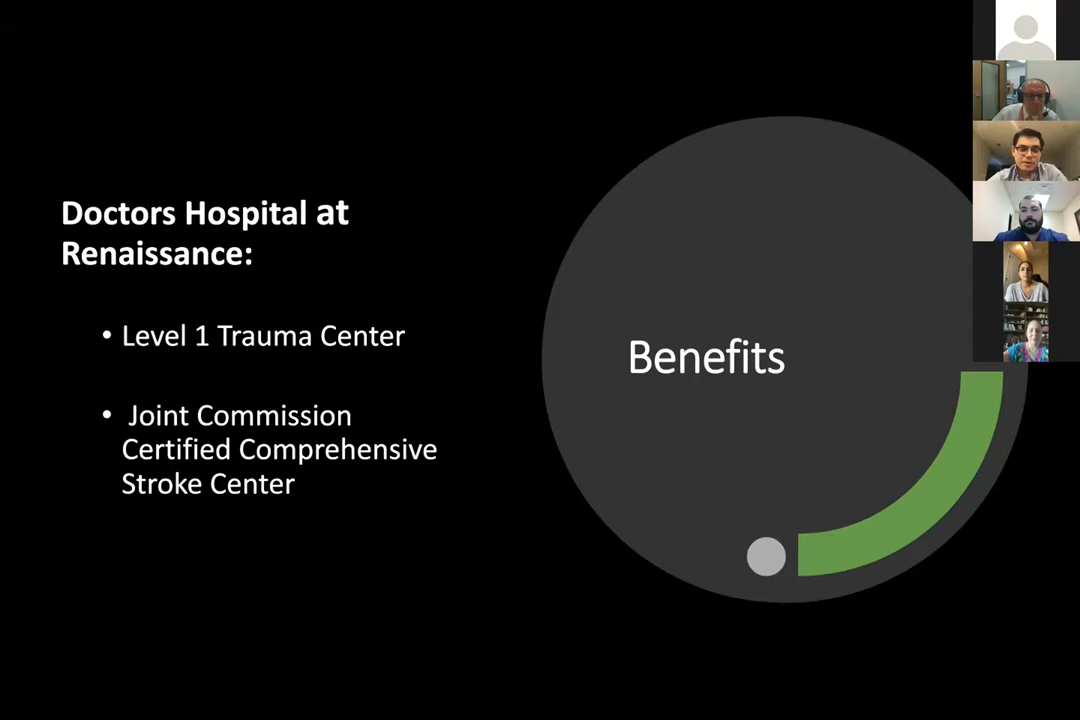 Doctors Hospital at
Renaissance:
• Level 1 Trauma Center
• Joint Commission
Certified Comprehensive
Stroke Center
Benefits